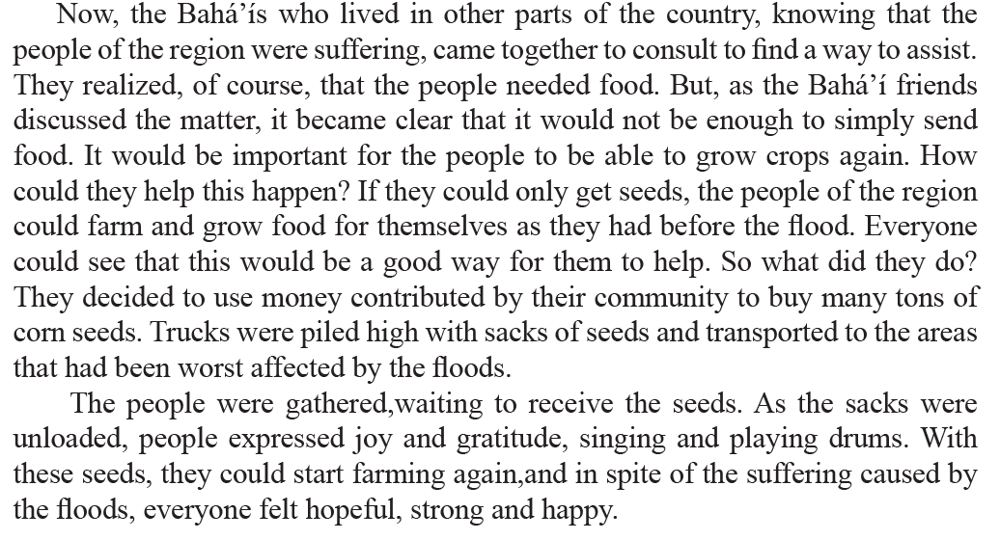 Now, the Bahá’ís who lived in other parts of the country, knowing that the
people of the region were suffering, came together to consult to find a way to assist.
They realized, of course, that the people needed food. But, as the Bahá’í friends
discussed the matter, it became clear that it would not be enough to simply send
food. It would be important for the people to be able to grow crops again. How
could they help this happen? If they could only get seeds, the people of the region
could farm and grow food for themselves as they had before the flood. Everyone
could see that this would be a good way for them to help. So what did they do?
They decided to use money contributed by their community to buy many tons of
corn seeds. Trucks were piled high with sacks of seeds and transported to the areas
that had been worst affected by the floods.
The people were gathered,waiting to receive the seeds. As the sacks were
unloaded, people expressed joy and gratitude, singing and playing drums. With
these seeds, they could start farming again,and in spite of the suffering caused by
the floods, everyone felt hopeful, strong and happy.